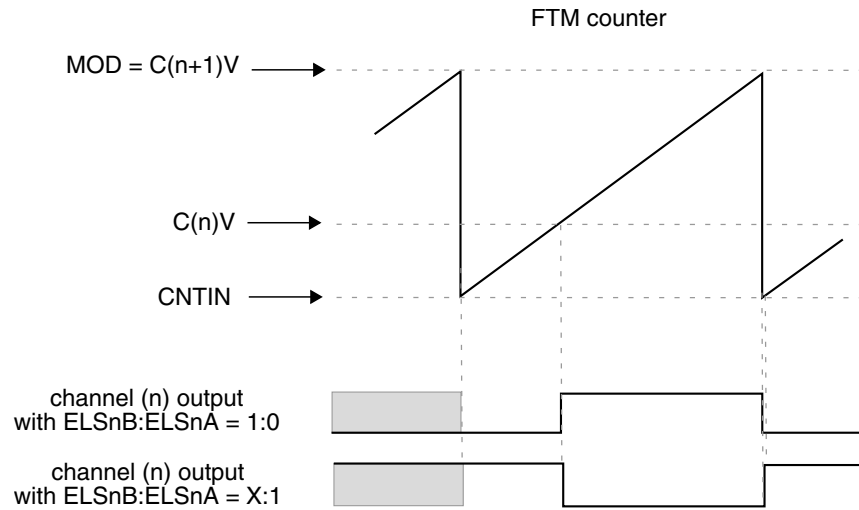 FTM counter
MOD = C(n+1)V
C(n)V
CNTIN
channel (n) output
with ELSnB:ELSnA = 1:0
channel (n) output
with ELSnB:ELSnA = X:1